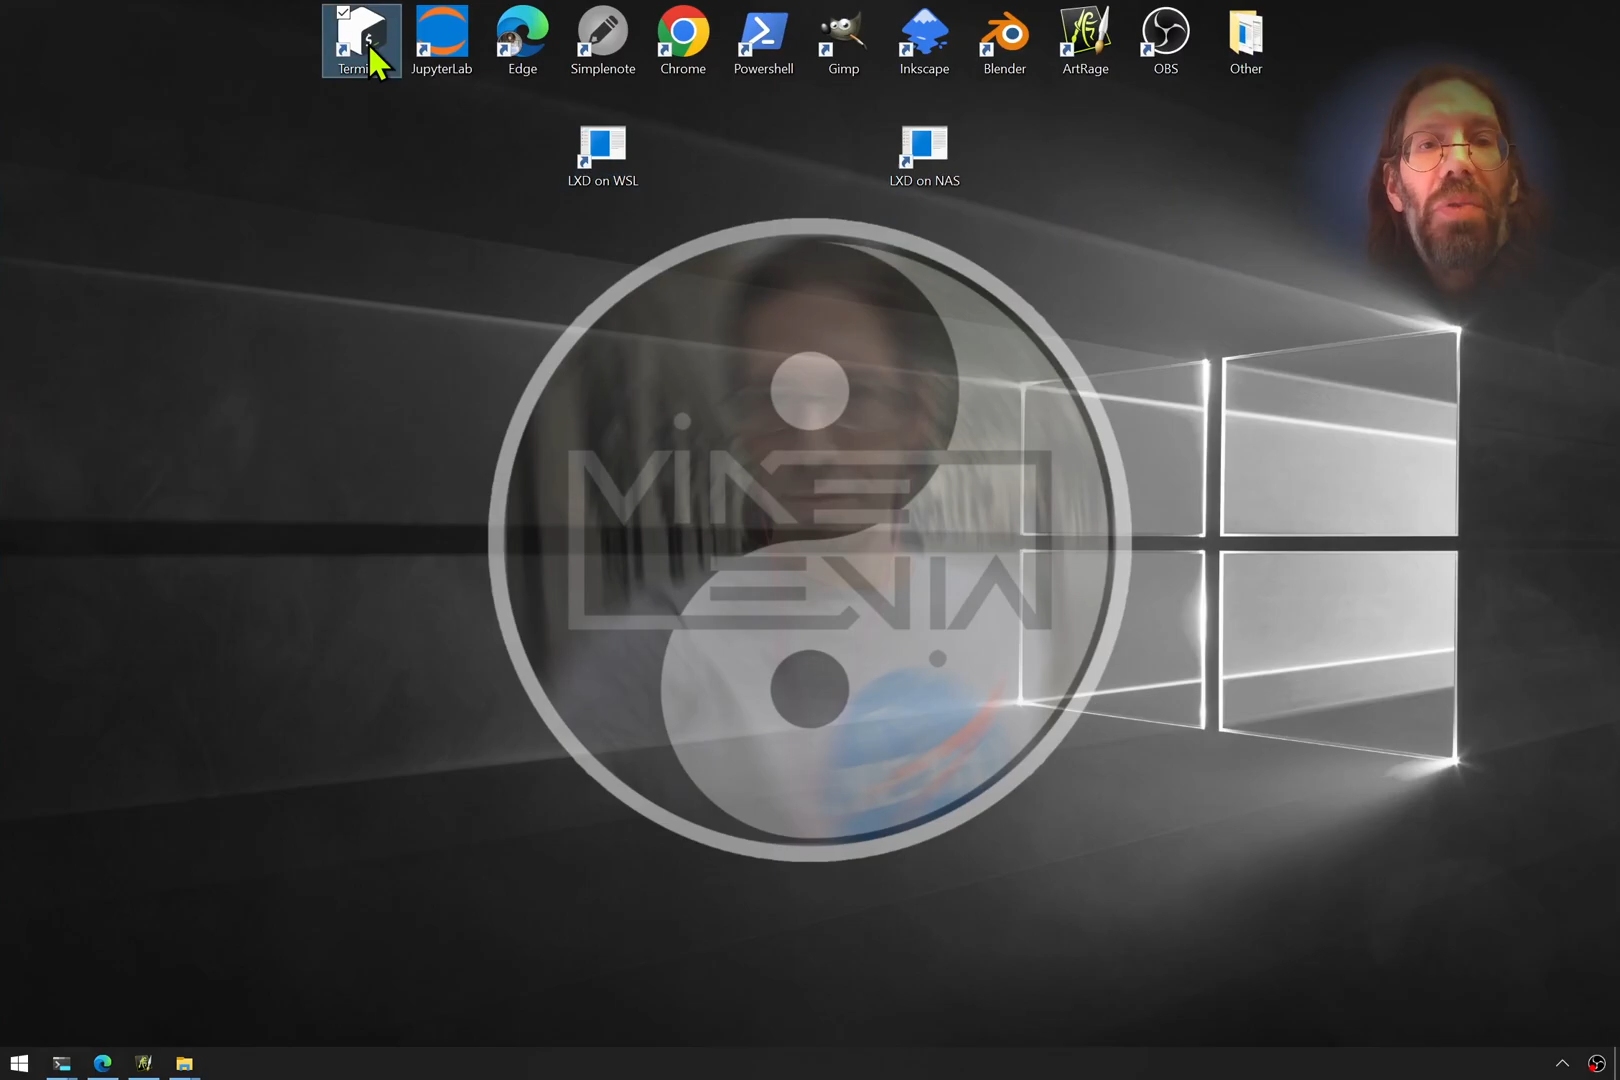 Termi
JupyterLab
Edge
Simplenote
Chrome
Powershell
Gimp
Inkscape
Blender
ArtRage
OBS
Other
LXD on WSL
LXD on NAS